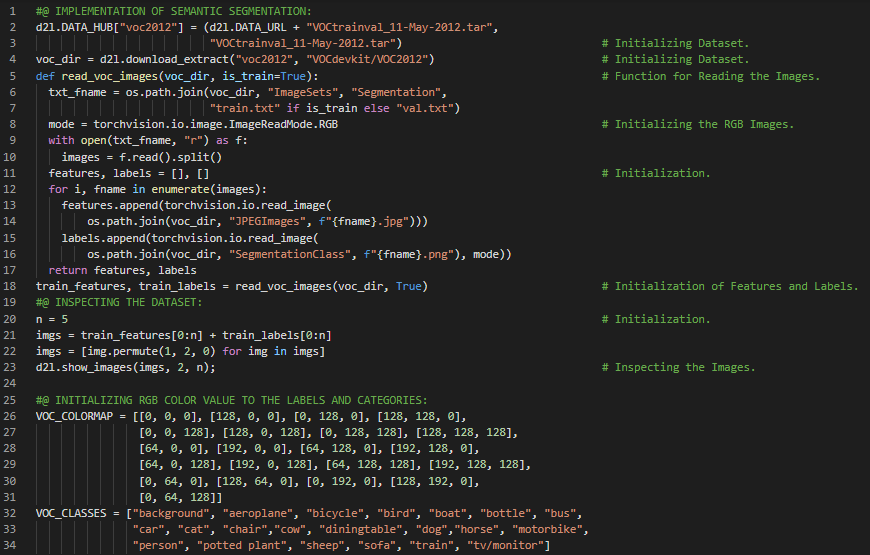 1 #@ IMPLEMENTATION OF SEMANTIC SEGMENTATION:
2 d2l.DATA_HUB["voc2012"] = (d2l.DATA_URL + "VOCtrainval_11-May-2012.tar",
3 "VOCtrainval_11-May-2012.tar") # Initializing Dataset.
4 voc_dir = d2l.download_extract("voc2012", "VOCdevkit/VOC2012") # Initializing Dataset.
5 def read_voc_images(voc_dir, is_train=True): # Function for Reading the Images.
6 txt_fname = os.path.join(voc_dir, "ImageSets", "Segmentation",
7 "train.txt" if is_train else "val.txt")
8 mode = torchvision.io.image.ImageReadMode.RGB # Initializing the RGB Images.
9 with open(txt_fname, "r") as f:
10 images = f.read().split()
11 features, labels = [], [] # Initialization.
12 for i, fname in enumerate(images):
13 features.append(torchvision.io.read_image(
14 os.path.join(voc_dir, "JPEGImages", f"{fname}.jpg")))
15 labels.append(torchvision.io.read_image(
16 os.path.join(voc_dir, "SegmentationClass", f"{fname}.png"), mode))
17 return features, labels
18 train_features, train_labels = read_voc_images(voc_dir, True) # Initialization of Features and Labels.
19 #@ INSPECTING THE DATASET:
20 n = 5 # Initialization.
21 imgs = train_features[0:n] + train_labels[0:n]
22 imgs = [img.permute(1, 2, 0) for img in imgs]
23 d2l.show_images(imgs, 2, n); # Inspecting the Images.
24
25 #@ INITIALIZING RGB COLOR VALUE TO THE LABELS AND CATEGORIES:
26 VOC_COLORMAP = [[0, 0, 0], [128, 0, 0], [0, 128, 0], [128, 128, 0],
27 [0, 0, 128], [128, 0, 128], [0, 128, 128], [128, 128, 128],
28 [64, 0, 0], [192, 0, 0], [64, 128, 0], [192, 128, 0],
29 [64, 0, 128], [192, 0, 128], [64, 128, 128], [192, 128, 128],
30 [0, 64, 0], [128, 64, 0], [0, 192, 0], [128, 192, 0],
31 [0, 64, 128]]
32 VOC_CLASSES = ["background", "aeroplane", "bicycle", "bird", "boat", "bottle", "bus",
33 "car", "cat", "chair","cow", "diningtable", "dog","horse", "motorbike",
34 "person", "potted plant", "sheep", "sofa", "train", "tv/monitor"]